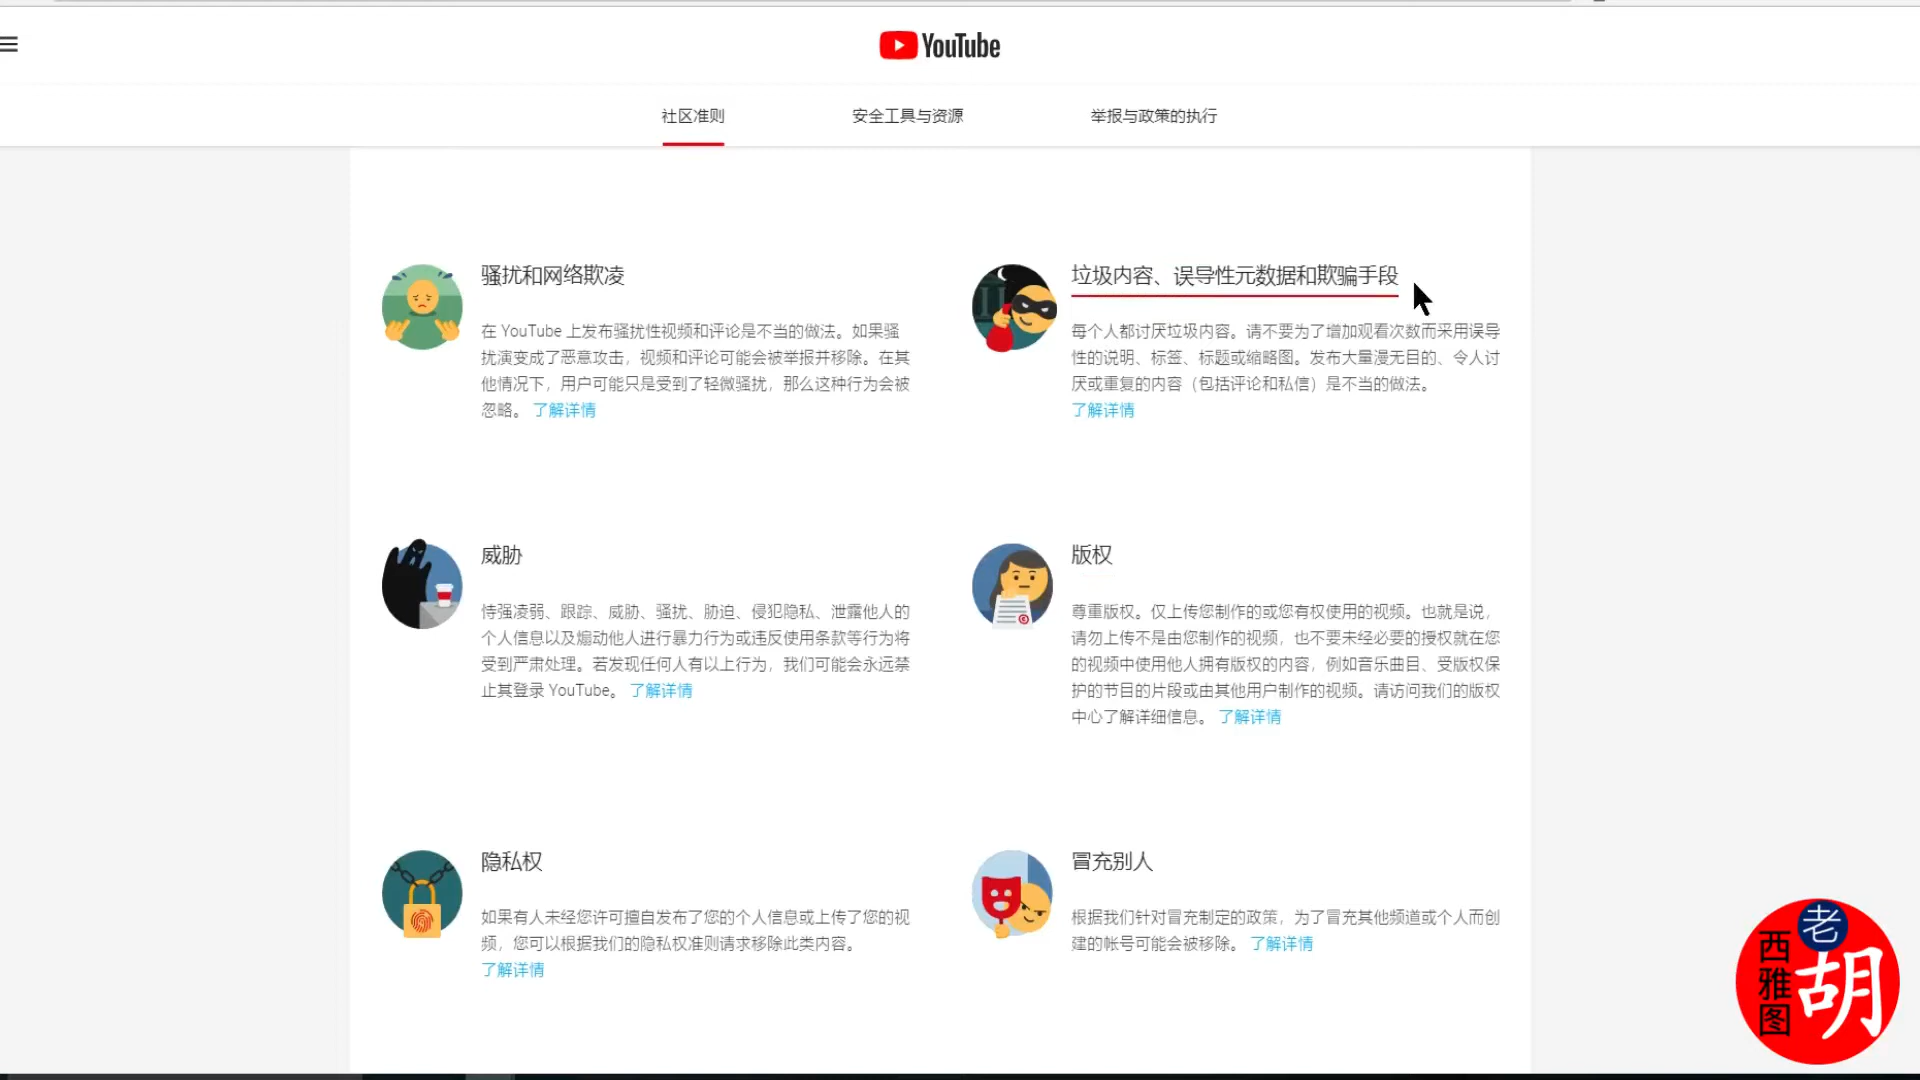 YouTube
社区准则
安全工具与资源
举报与政策的执行
骚扰和网络欺凌
在 YouTube 上发布骚扰性视频和评论是不当的做法。如果骚
扰演变成了恶意攻击，视频和评论可能会被举报并移除。在其
他情况下，用户可能只是受到了轻微骚扰，那么这种行为会被
忽略。 了解详情
垃圾内容、误导性元数据和欺骗手段
每个人都讨厌垃圾内容。请不要为了增加观看次数而采用误导
性的说明、标签、标题或缩略图。发布大量漫无目的、令人讨
厌或重复的内容（包括评论和私信）是不当的做法。
了解详情
威胁
恃强凌弱、跟踪、威胁、骚扰、胁迫、侵犯隐私、泄露他人的
个人信息以及煽动他人进行暴力行为或违反使用条款等行为将
受到严肃处理。若发现任何人有以上行为，我们可能会永远禁
止其登录 YouTube。 了解详情
版权
尊重版权。仅上传您制作的或您有权使用的视频。也就是说，
请勿上传不是由您制作的视频，也不要未经必要的授权就在您
的视频中使用他人拥有版权的内容，例如音乐曲目、受版权保
护的节目的片段或由其他用户制作的视频。请访问我们的版权
中心了解详细信息。 了解详情
隐私权
如果有人未经您许可擅自发布了您的个人信息或上传了您的视
频，您可以根据我们的隐私权准则请求移除此类内容。
了解详情
冒充别人
根据我们针对冒充制定的政策，为了冒充其他频道或个人而创
建的帐号可能会被移除。 了解详情
西雅图
老胡